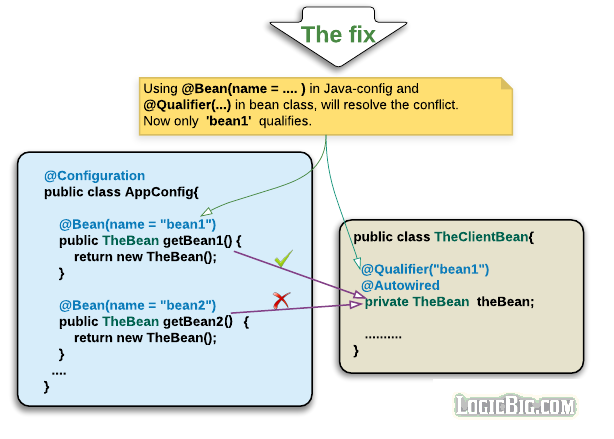 The fix
Using @Bean(name = .... ) in Java-config and
@Qualifier(...) in bean class, will resolve the conflict.
Now only 'bean1' qualifies.
@Configuration
public class AppConfig{
@Bean(name = "bean1")
public TheBean getBean1() {
return new TheBean();
}
@Bean(name = "bean2")
public TheBean getBean2() {
return new TheBean();
}
....
}
public class TheClientBean{
@Qualifier("bean1")
@Autowired
private TheBean theBean;
..........
}
LogicBig.com